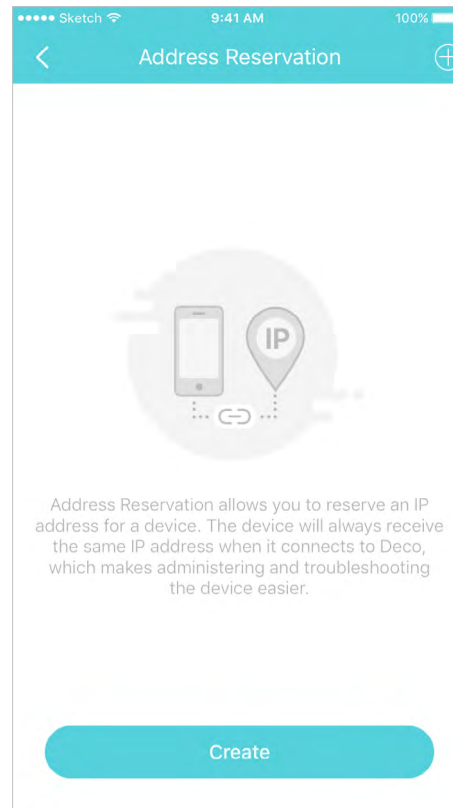 ●●●●● Sketch 9:41 AM 100%
Address Reservation
IP
Address Reservation allows you to reserve an IP
address for a device. The device will always receive
the same IP address when it connects to Deco,
which makes administering and troubleshooting
the device easier.
Create